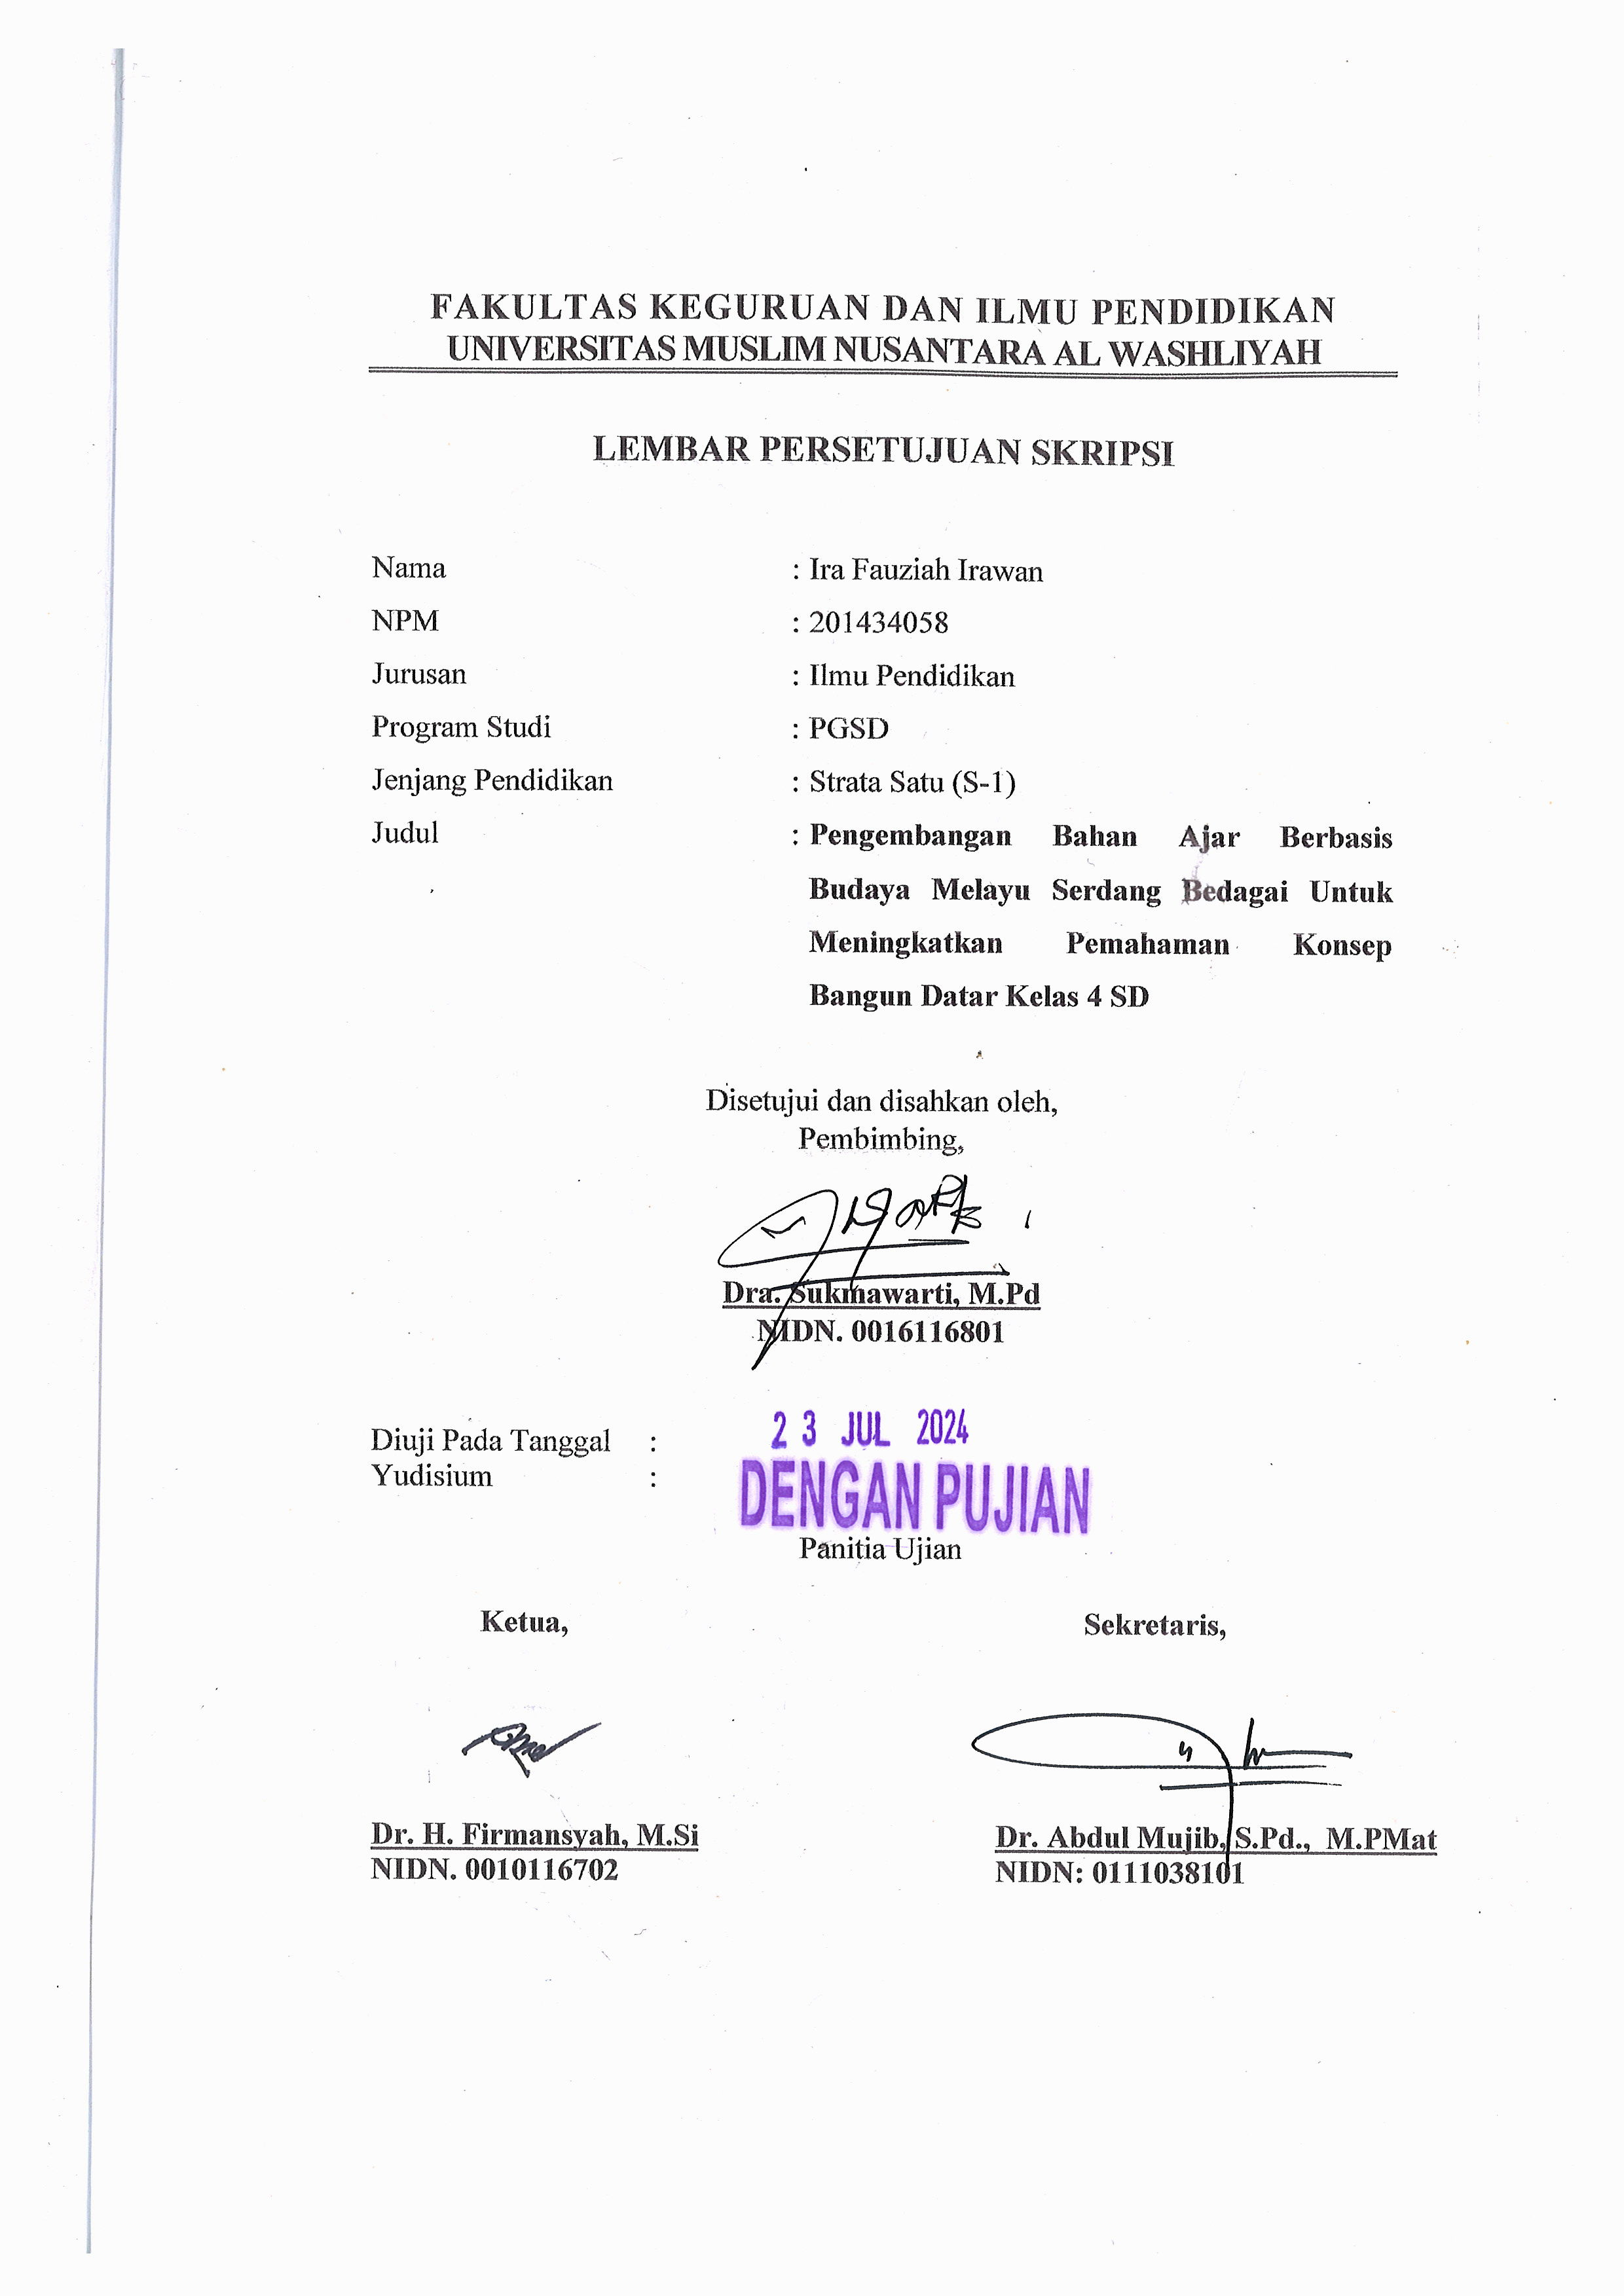 FAKULTAS KEGURUAN DAN ILMU PENDIDIKAN
UNIVERSITAS MUSLIM NUSANTARA AL WASHLIYAH
LEMBAR PERSETUJUAN SKRIPSI
Nama : Ira Fauziah Irawan
NPM : 201434058
Jurusan : Ilmu Pendidikan
Program Studi : PGSD
Jenjang Pendidikan : Strata Satu (S-1)
Judul : Pengembangan Bahan Ajar Berbasis
Budaya Melayu Serdang Bedagai Untuk
Meningkatkan Pemahaman Konsep
Bangun Datar Kelas 4 SD
Disetujui dan disahkan oleh,
Pembimbing,
Dra. Sukmawarti, M.Pd
NIDN. 0016116801
Diuji Pada Tanggal : 23 JUL 2024
Yudisium : DENGAN PUJIAN
Panitia Ujian
Ketua, Sekretaris,
Dr. H. Firmansyah, M.Si Dr. Abdul Mujib, S.Pd., M.PMat
NIDN. 0010116702 NIDN: 0111038101